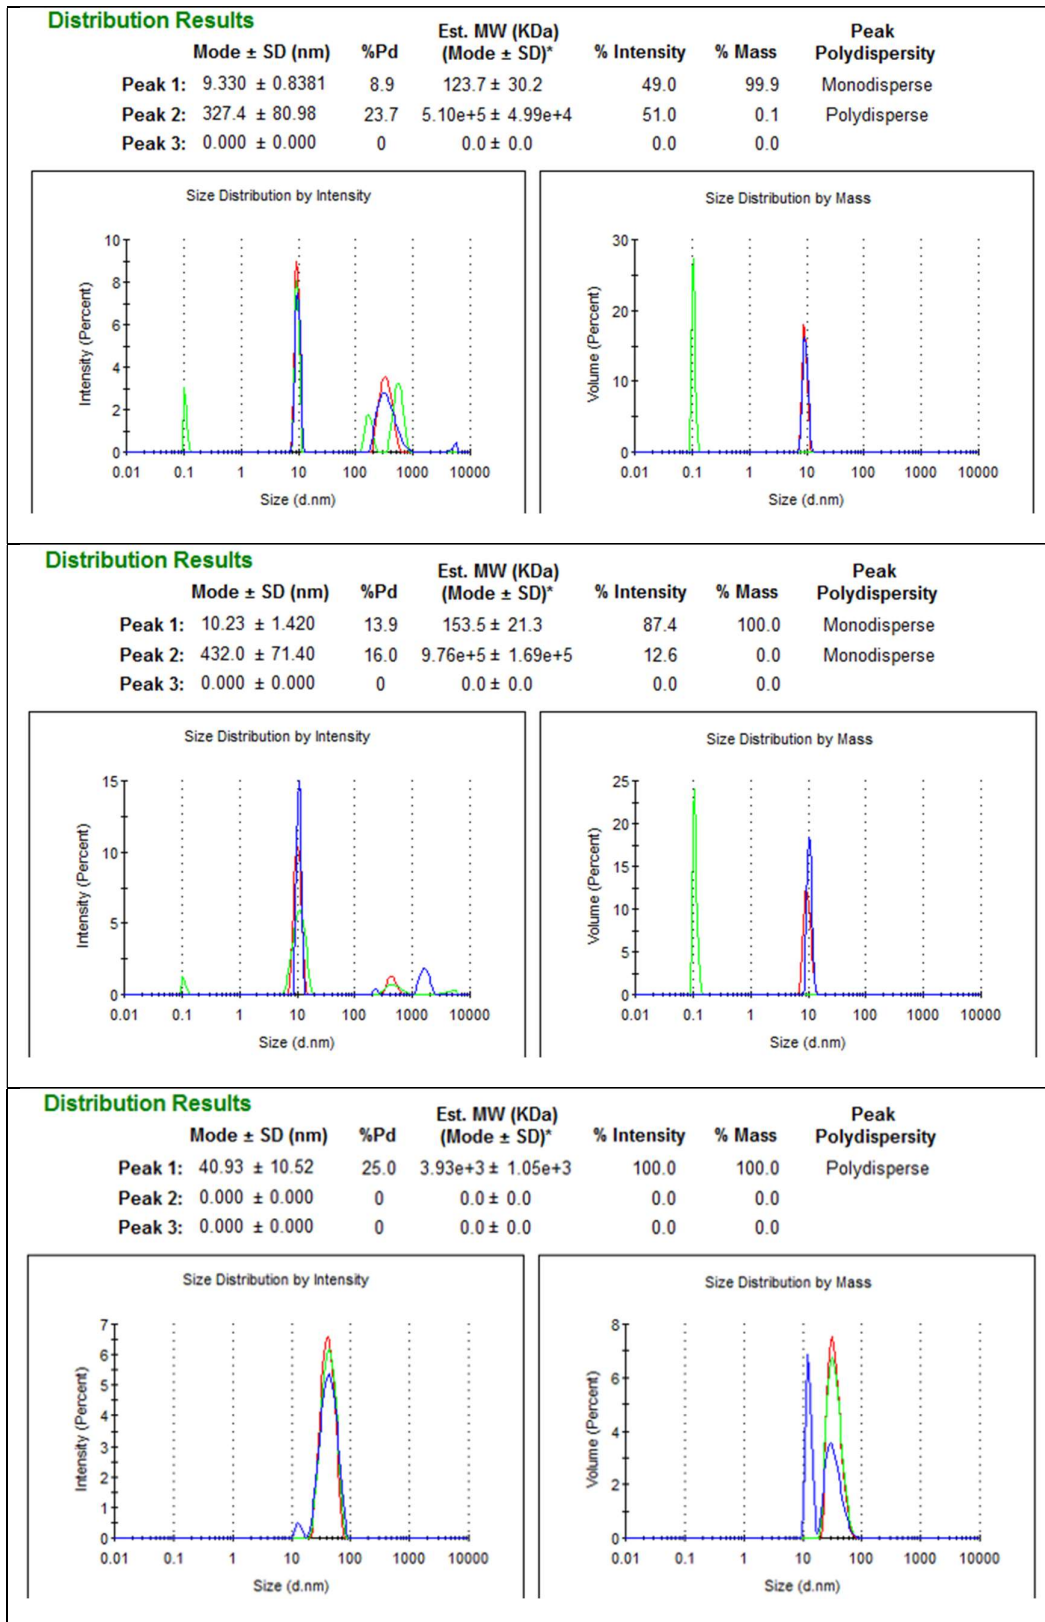 Distribution Results
Mode ± SD (nm) %Pd Est. MW (KDa) (Mode ± SD)* % Intensity % Mass Peak Polydispersity
Peak 1: 9.330 ± 0.8381 8.9 123.7 ± 30.2 49.0 99.9 Monodisperse
Peak 2: 327.4 ± 80.98 23.7 5.10e+5 ± 4.99e+4 51.0 0.1 Polydisperse
Peak 3: 0.000 ± 0.000 0 0.0 ± 0.0 0.0 0.0
Size Distribution by Intensity
Intensity (Percent)
10
8
6
4
2
0
0.01 0.1 1 10 100 1000 10000
Size (d.nm)
Size Distribution by Mass
Volume (Percent)
30
20
10
0
0.01 0.1 1 10 100 1000 10000
Size (d.nm)
Distribution Results
Mode ± SD (nm) %Pd Est. MW (KDa) (Mode ± SD)* % Intensity % Mass Peak Polydispersity
Peak 1: 10.23 ± 1.420 13.9 153.5 ± 21.3 87.4 100.0 Monodisperse
Peak 2: 432.0 ± 71.40 16.0 9.76e+5 ± 1.69e+5 12.6 0.0 Monodisperse
Peak 3: 0.000 ± 0.000 0 0.0 ± 0.0 0.0 0.0
Size Distribution by Intensity
Intensity (Percent)
15
10
5
0
0.01 0.1 1 10 100 1000 10000
Size (d.nm)
Size Distribution by Mass
Volume (Percent)
25
20
15
10
5
0
0.01 0.1 1 10 100 1000 10000
Size (d.nm)
Distribution Results
Mode ± SD (nm) %Pd Est. MW (KDa) (Mode ± SD)* % Intensity % Mass Peak Polydispersity
Peak 1: 40.93 ± 10.52 25.0 3.93e+3 ± 1.05e+3 100.0 100.0 Polydisperse
Peak 2: 0.000 ± 0.000 0 0.0 ± 0.0 0.0 0.0
Peak 3: 0.000 ± 0.000 0 0.0 ± 0.0 0.0 0.0
Size Distribution by Intensity
Intensity (Percent)
7
6
5
4
3
2
1
0
0.01 0.1 1 10 100 1000 10000
Size (d.nm)
Size Distribution by Mass
Volume (Percent)
8
6
4
2
0
0.01 0.1 1 10 100 1000 10000
Size (d.nm)